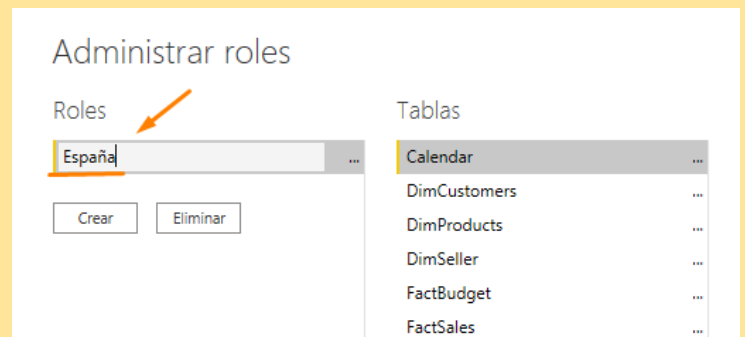 Administrar roles
Roles
Tablas
España
...
Calendar
...
DimCustomers
...
DimProducts
...
Crear
Eliminar
DimSeller
...
FactBudget
...
FactSales
...